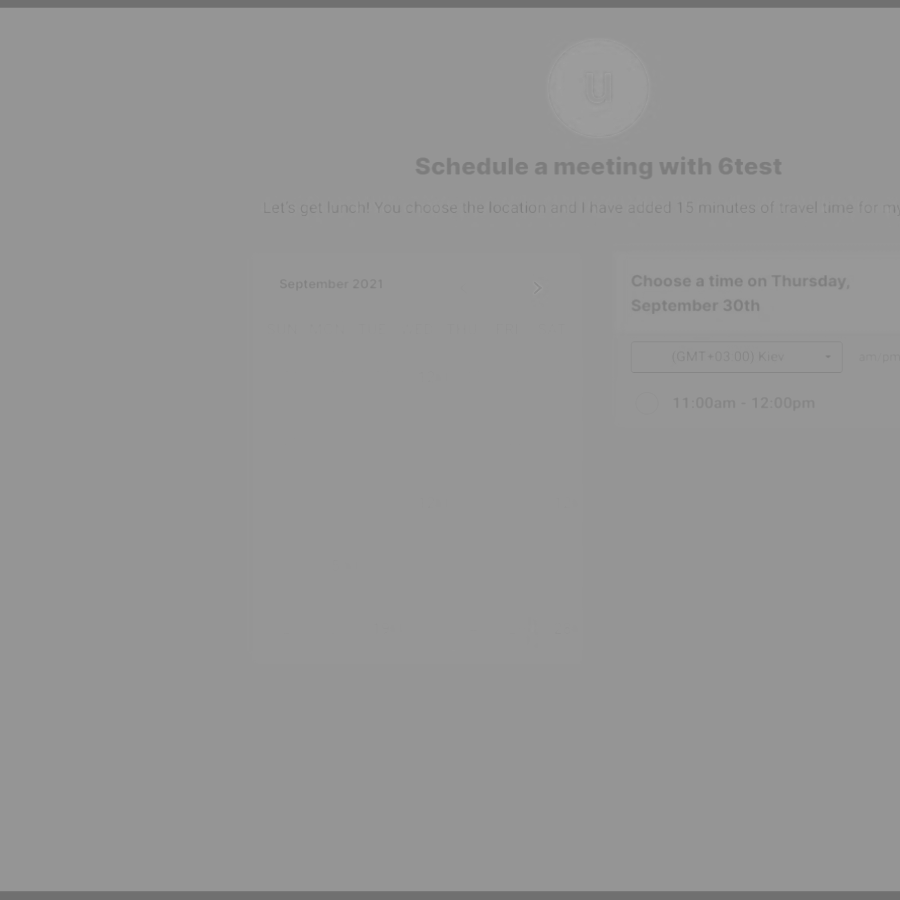 U
Schedule a meeting with 6test
Let's get lunch! You choose the location and I have added 15 minutes of travel time for my
September 2021
Choose a time on Thursday,
September 30th
(GMT+03:00) Kiev
am/pm
11:00am - 12:00pm